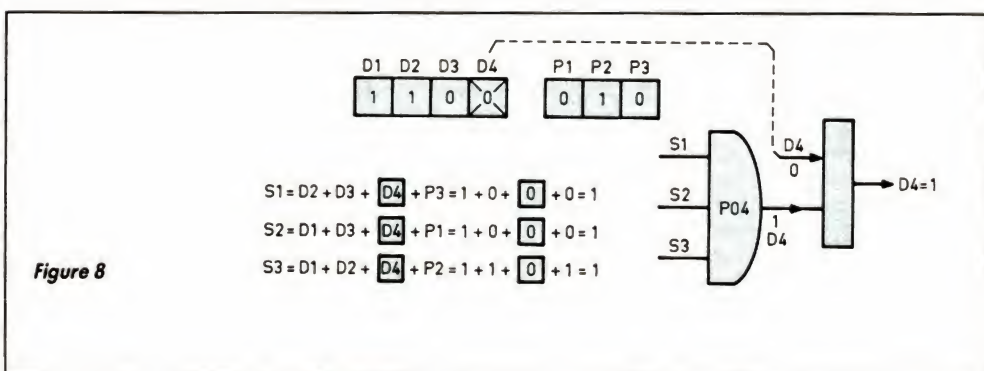 D1 D2 D3 D4 P1 P2 P3
1 1 0 0 0 1 0
S1 = D2 + D3 + D4 + P3 = 1 + 0 + 0 + 0 = 1
S2 = D1 + D3 + D4 + P1 = 1 + 0 + 0 + 0 = 1
S3 = D1 + D2 + D4 + P2 = 1 + 1 + 0 + 1 = 1
S1
S2
S3
P04
D4
0
1
D4
D4=1
Figure 8